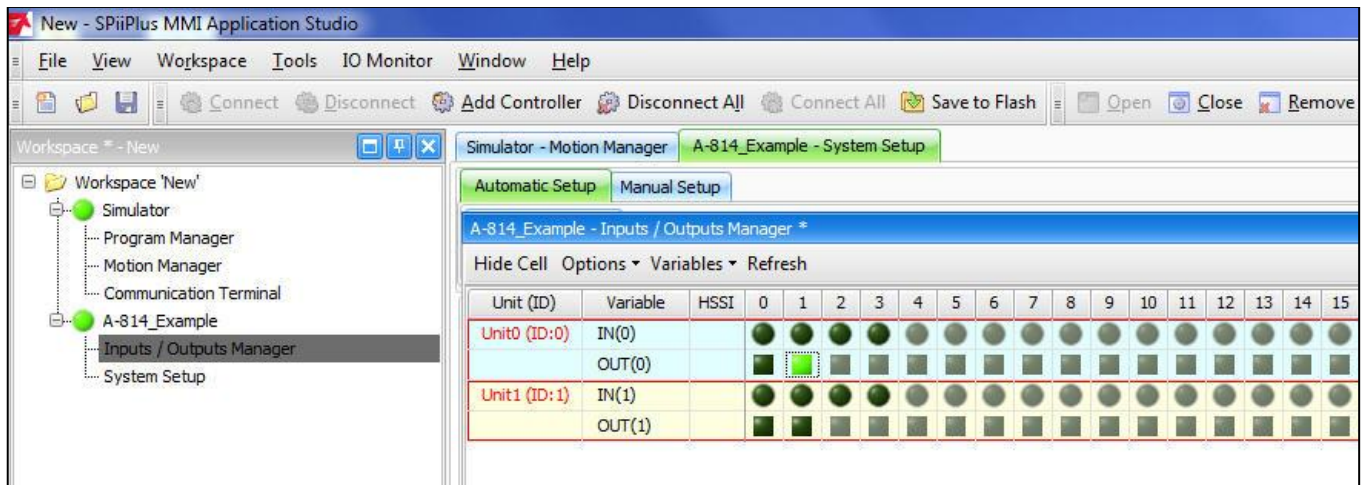 New - SPiiPlus MMI Application Studio
File View Workspace Tools IO Monitor Window Help
Connect Disconnect Add Controller Disconnect All Connect All Save to Flash Open Close Remove
Workspace * - New
Workspace 'New'
Simulator
Program Manager
Motion Manager
Communication Terminal
A-814_Example
Inputs / Outputs Manager
System Setup
Simulator - Motion Manager A-814_Example - System Setup
Automatic Setup Manual Setup
A-814_Example - Inputs / Outputs Manager *
Hide Cell Options Variables Refresh
Unit (ID) Variable HSSI 0 1 2 3 4 5 6 7 8 9 10 11 12 13 14 15
Unit0 (ID:0) IN(0)
OUT(0)
Unit1 (ID:1) IN(1)
OUT(1)